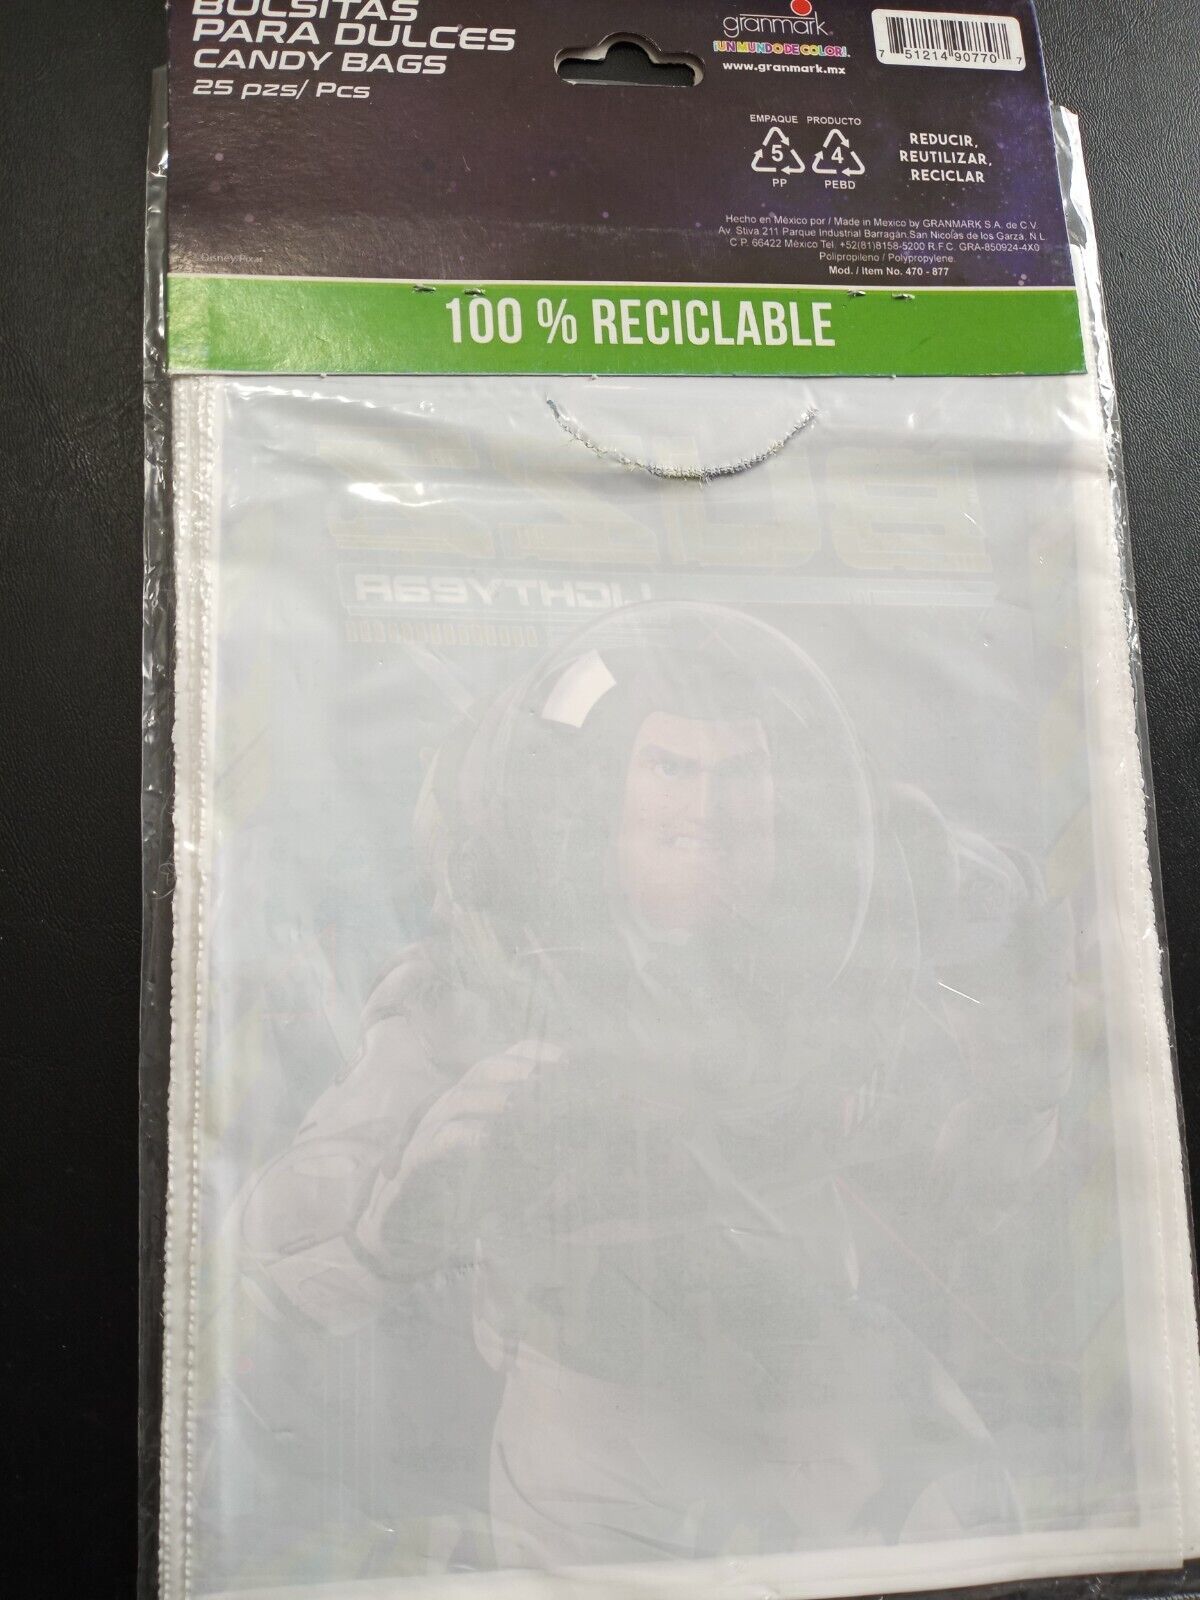 BOLSITAS
PARA DULCES
CANDY BAGS
25 pzs/ Pcs
granmark
¡UN MUNDO DE COLOR!
www.granmark.mx
7 51214 90770 7
EMPAQUE PRODUCTO
5 4
PP PEBD
REDUCIR,
REUTILIZAR,
RECICLAR
Hecho en México por / Made in Mexico by GRANMARK S.A. de C.V.
Av. Stiva 211 Parque Industrial Barragán San Nicolás de los Garza, N.L.
C.P. 66422 México Tel. +52(81)8158-5200 R.F.C. GRA-850924-4X0
Polipropileno / Polypropylene.
Mod. / Item No. 470 - 877
Disney/Pixar
100 % RECICLABLE
BUZZ
LIGHTYEAR